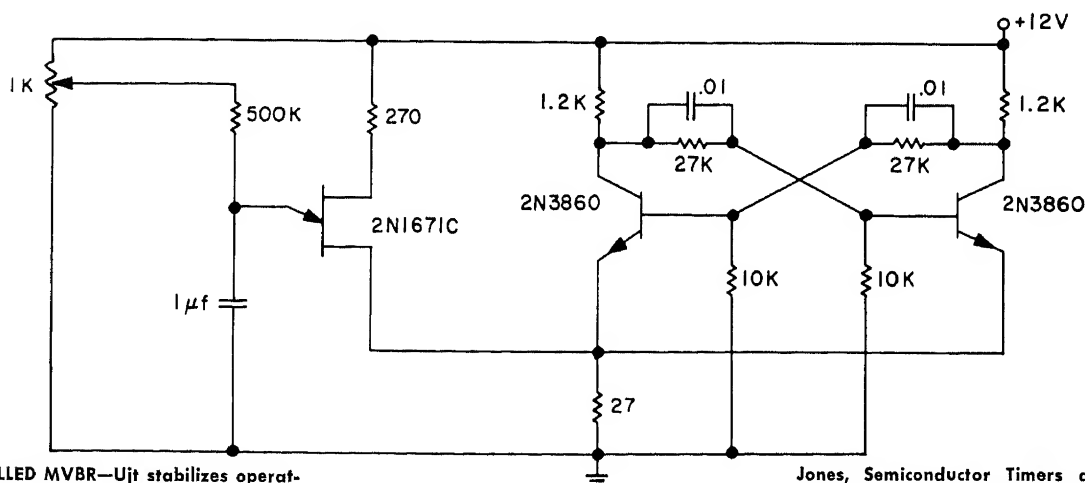 +12V
1K
500K
270
1.2K
.01
.01
1.2K
27K
27K
2N3860
2N3860
2N1671C
10K
10K
1μf
27
LLED MVBR—Ujt stabilizes operat-
Jones, Semiconductor Timers a